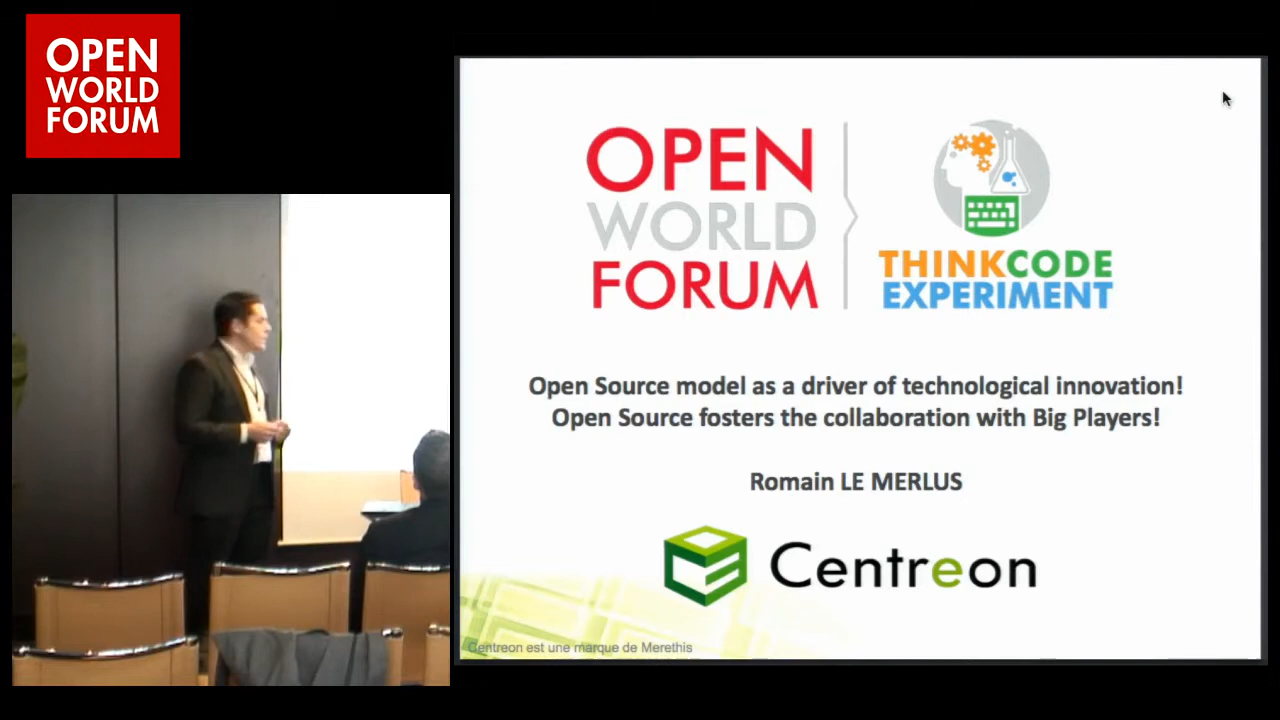 OPEN
WORLD
FORUM
OPEN
WORLD
FORUM
THINKCODE
EXPERIMENT
Open Source model as a driver of technological innovation!
Open Source fosters the collaboration with Big Players!
Romain LE MERLUS
Centreon
Centreon est une marque de Merethis